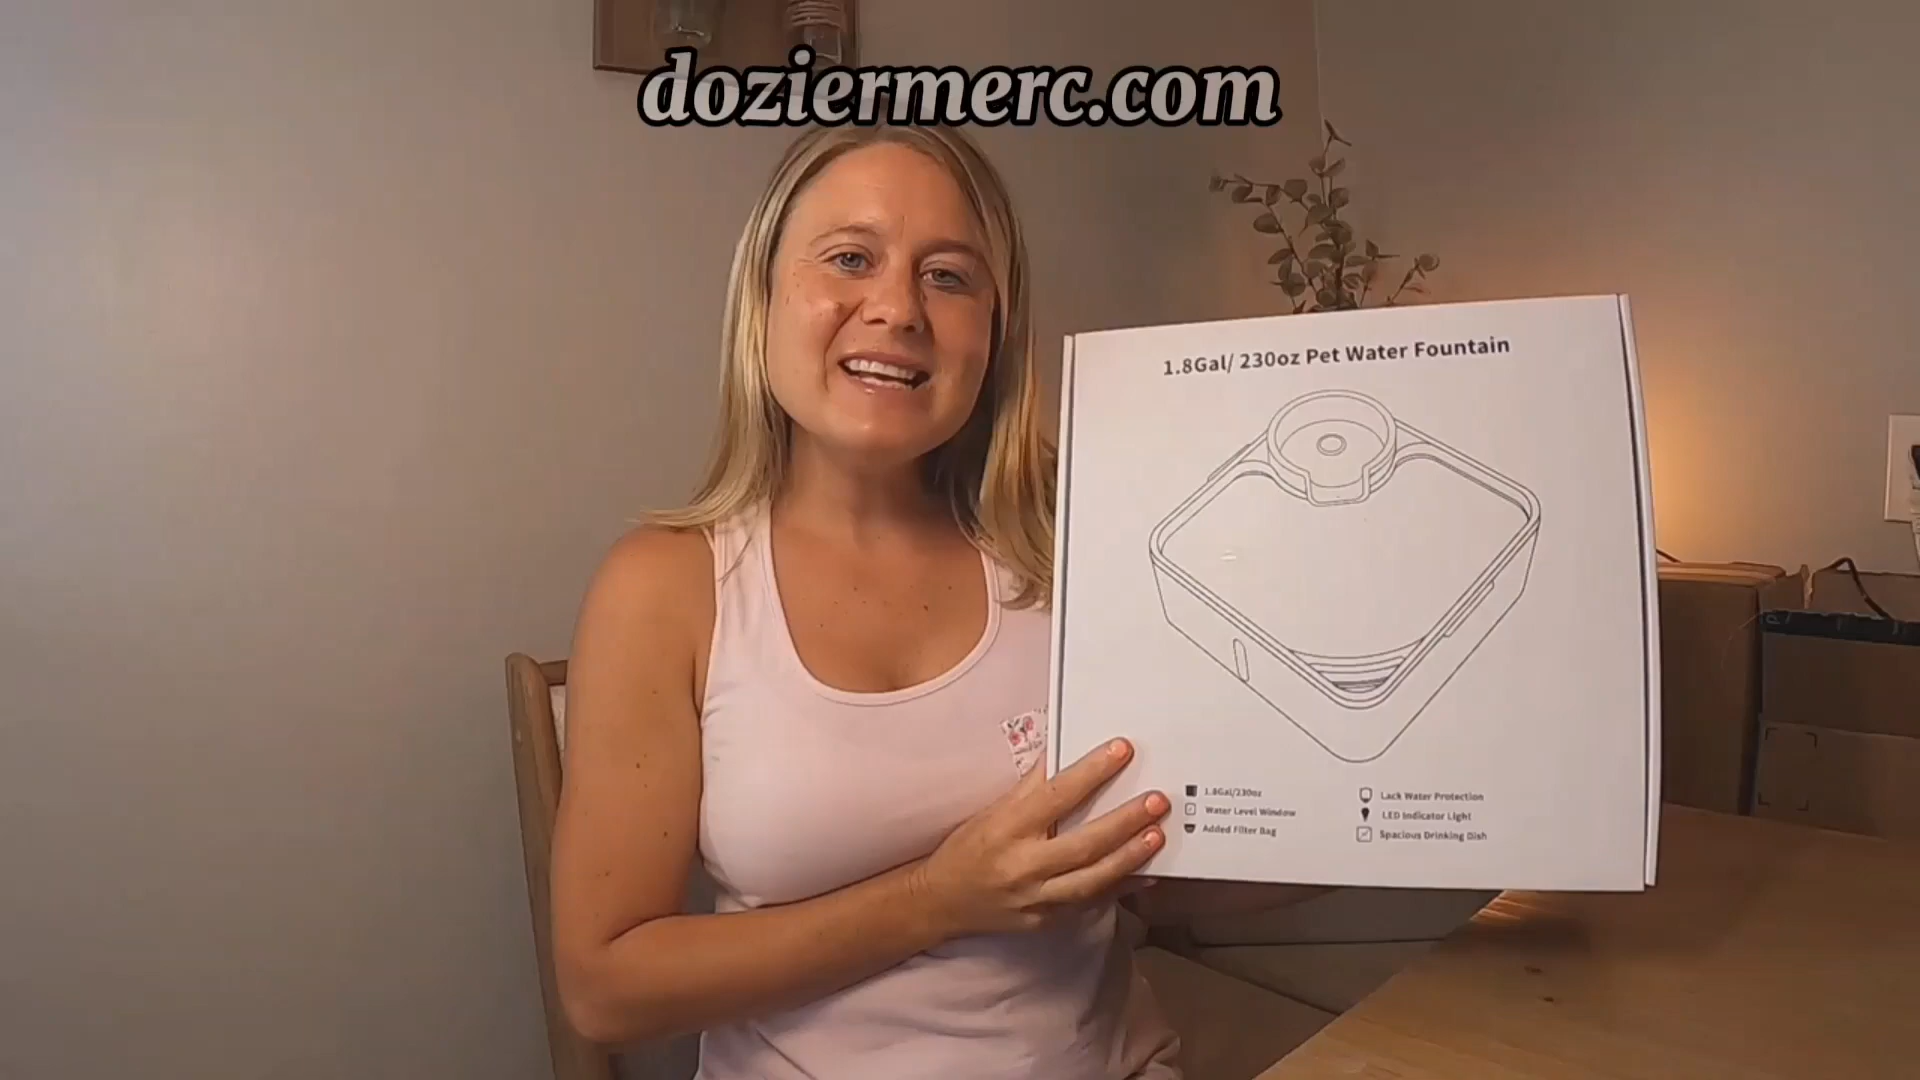 doziermerc.com
1.8Gal/ 230oz Pet Water Fountain
1.8Gal/230oz
Water Level Window
Added Filter Bag
Lack Water Protection
LED Indicator Light
Spacious Drinking Dish